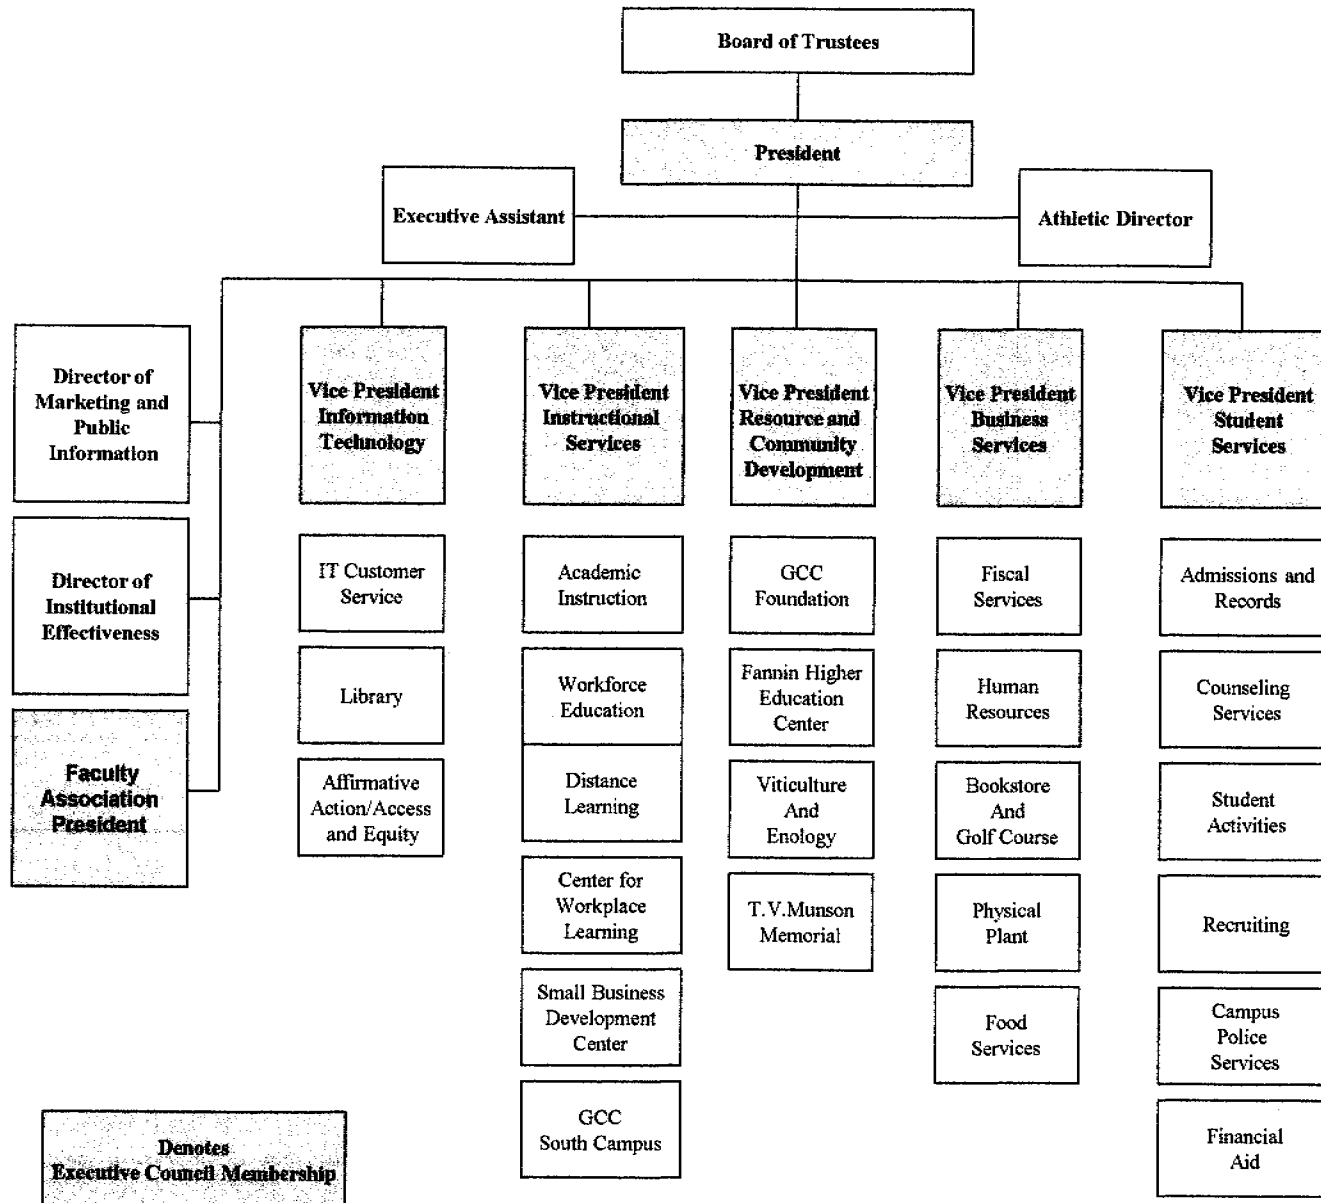 Board of Trustees
President
Executive Assistant
Athletic Director
Director of
Marketing and
Public
Information
Director of
Institutional
Effectiveness
Faculty
Association
President
Vice President
Information
Technology
IT Customer
Service
Library
Affirmative
Action/Access
and Equity
Vice President
Instructional
Services
Academic
Instruction
Workforce
Education
Distance
Learning
Center for
Workplace
Learning
Small Business
Development
Center
GCC
South Campus
Vice President
Resource and
Community
Development
GCC
Foundation
Fannin Higher
Education
Center
Viticulture
And
Enology
T.V.Munson
Memorial
Vice President
Business
Services
Fiscal
Services
Human
Resources
Bookstore
And
Golf Course
Physical
Plant
Food
Services
Vice President
Student
Services
Admissions and
Records
Counseling
Services
Student
Activities
Recruiting
Campus
Police
Services
Financial
Aid
Denotes
Executive Council Membership